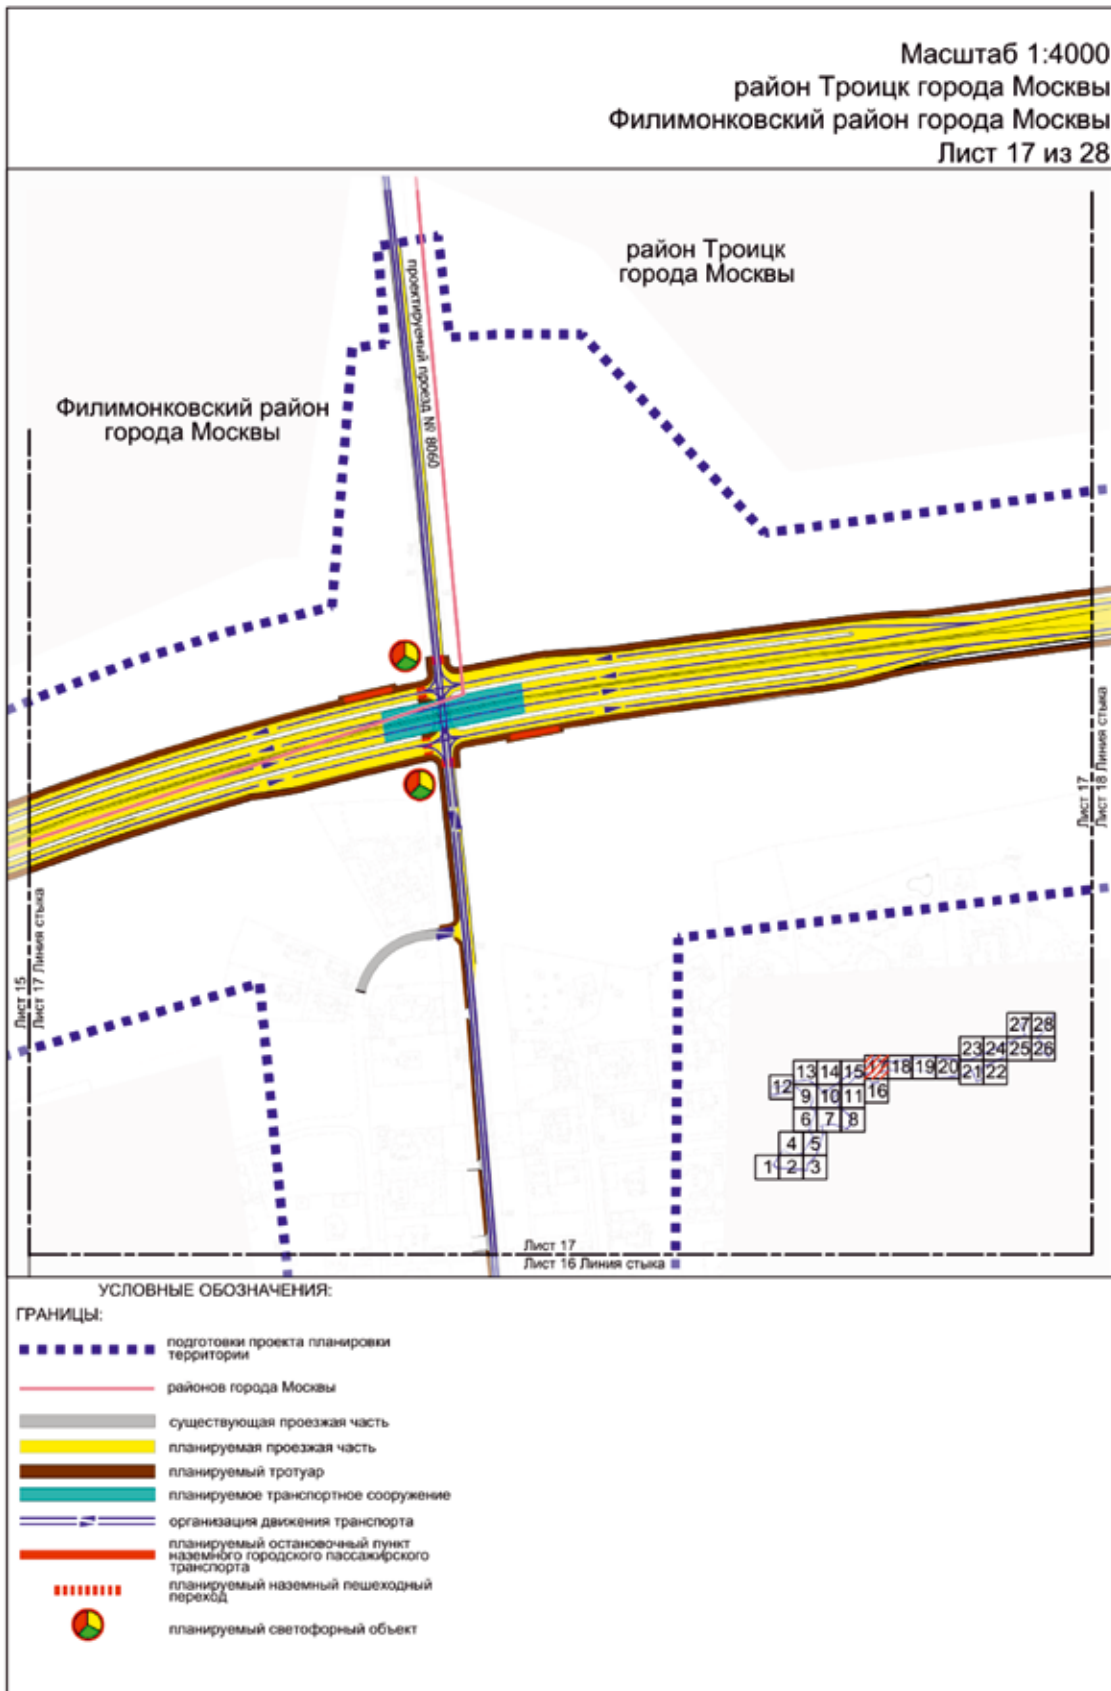 Масштаб 1:4000
район Троицк города Москвы
Филимонковский район города Москвы
Лист 17 из 28
район Троицк
города Москвы
проектируемый проезд № 8060
Филимонковский район
города Москвы
Лист 17
Лист 18 Линия стыка
Лист 15
Лист 17 Линия стыка
27 28
23 24 25 26
13 14 15 17 18 19 20 21 22
12 9 10 11 16
6 7 8
4 5
1 2 3
Лист 17
Лист 16 Линия стыка
УСЛОВНЫЕ ОБОЗНАЧЕНИЯ:
ГРАНИЦЫ:
подготовки проекта планировки
территории
районов города Москвы
существующая проезжая часть
планируемая проезжая часть
планируемый тротуар
планируемое транспортное сооружение
организация движения транспорта
планируемый остановочный пункт
наземного городского пассажирского
транспорта
планируемый наземный пешеходный
переход
планируемый светофорный объект